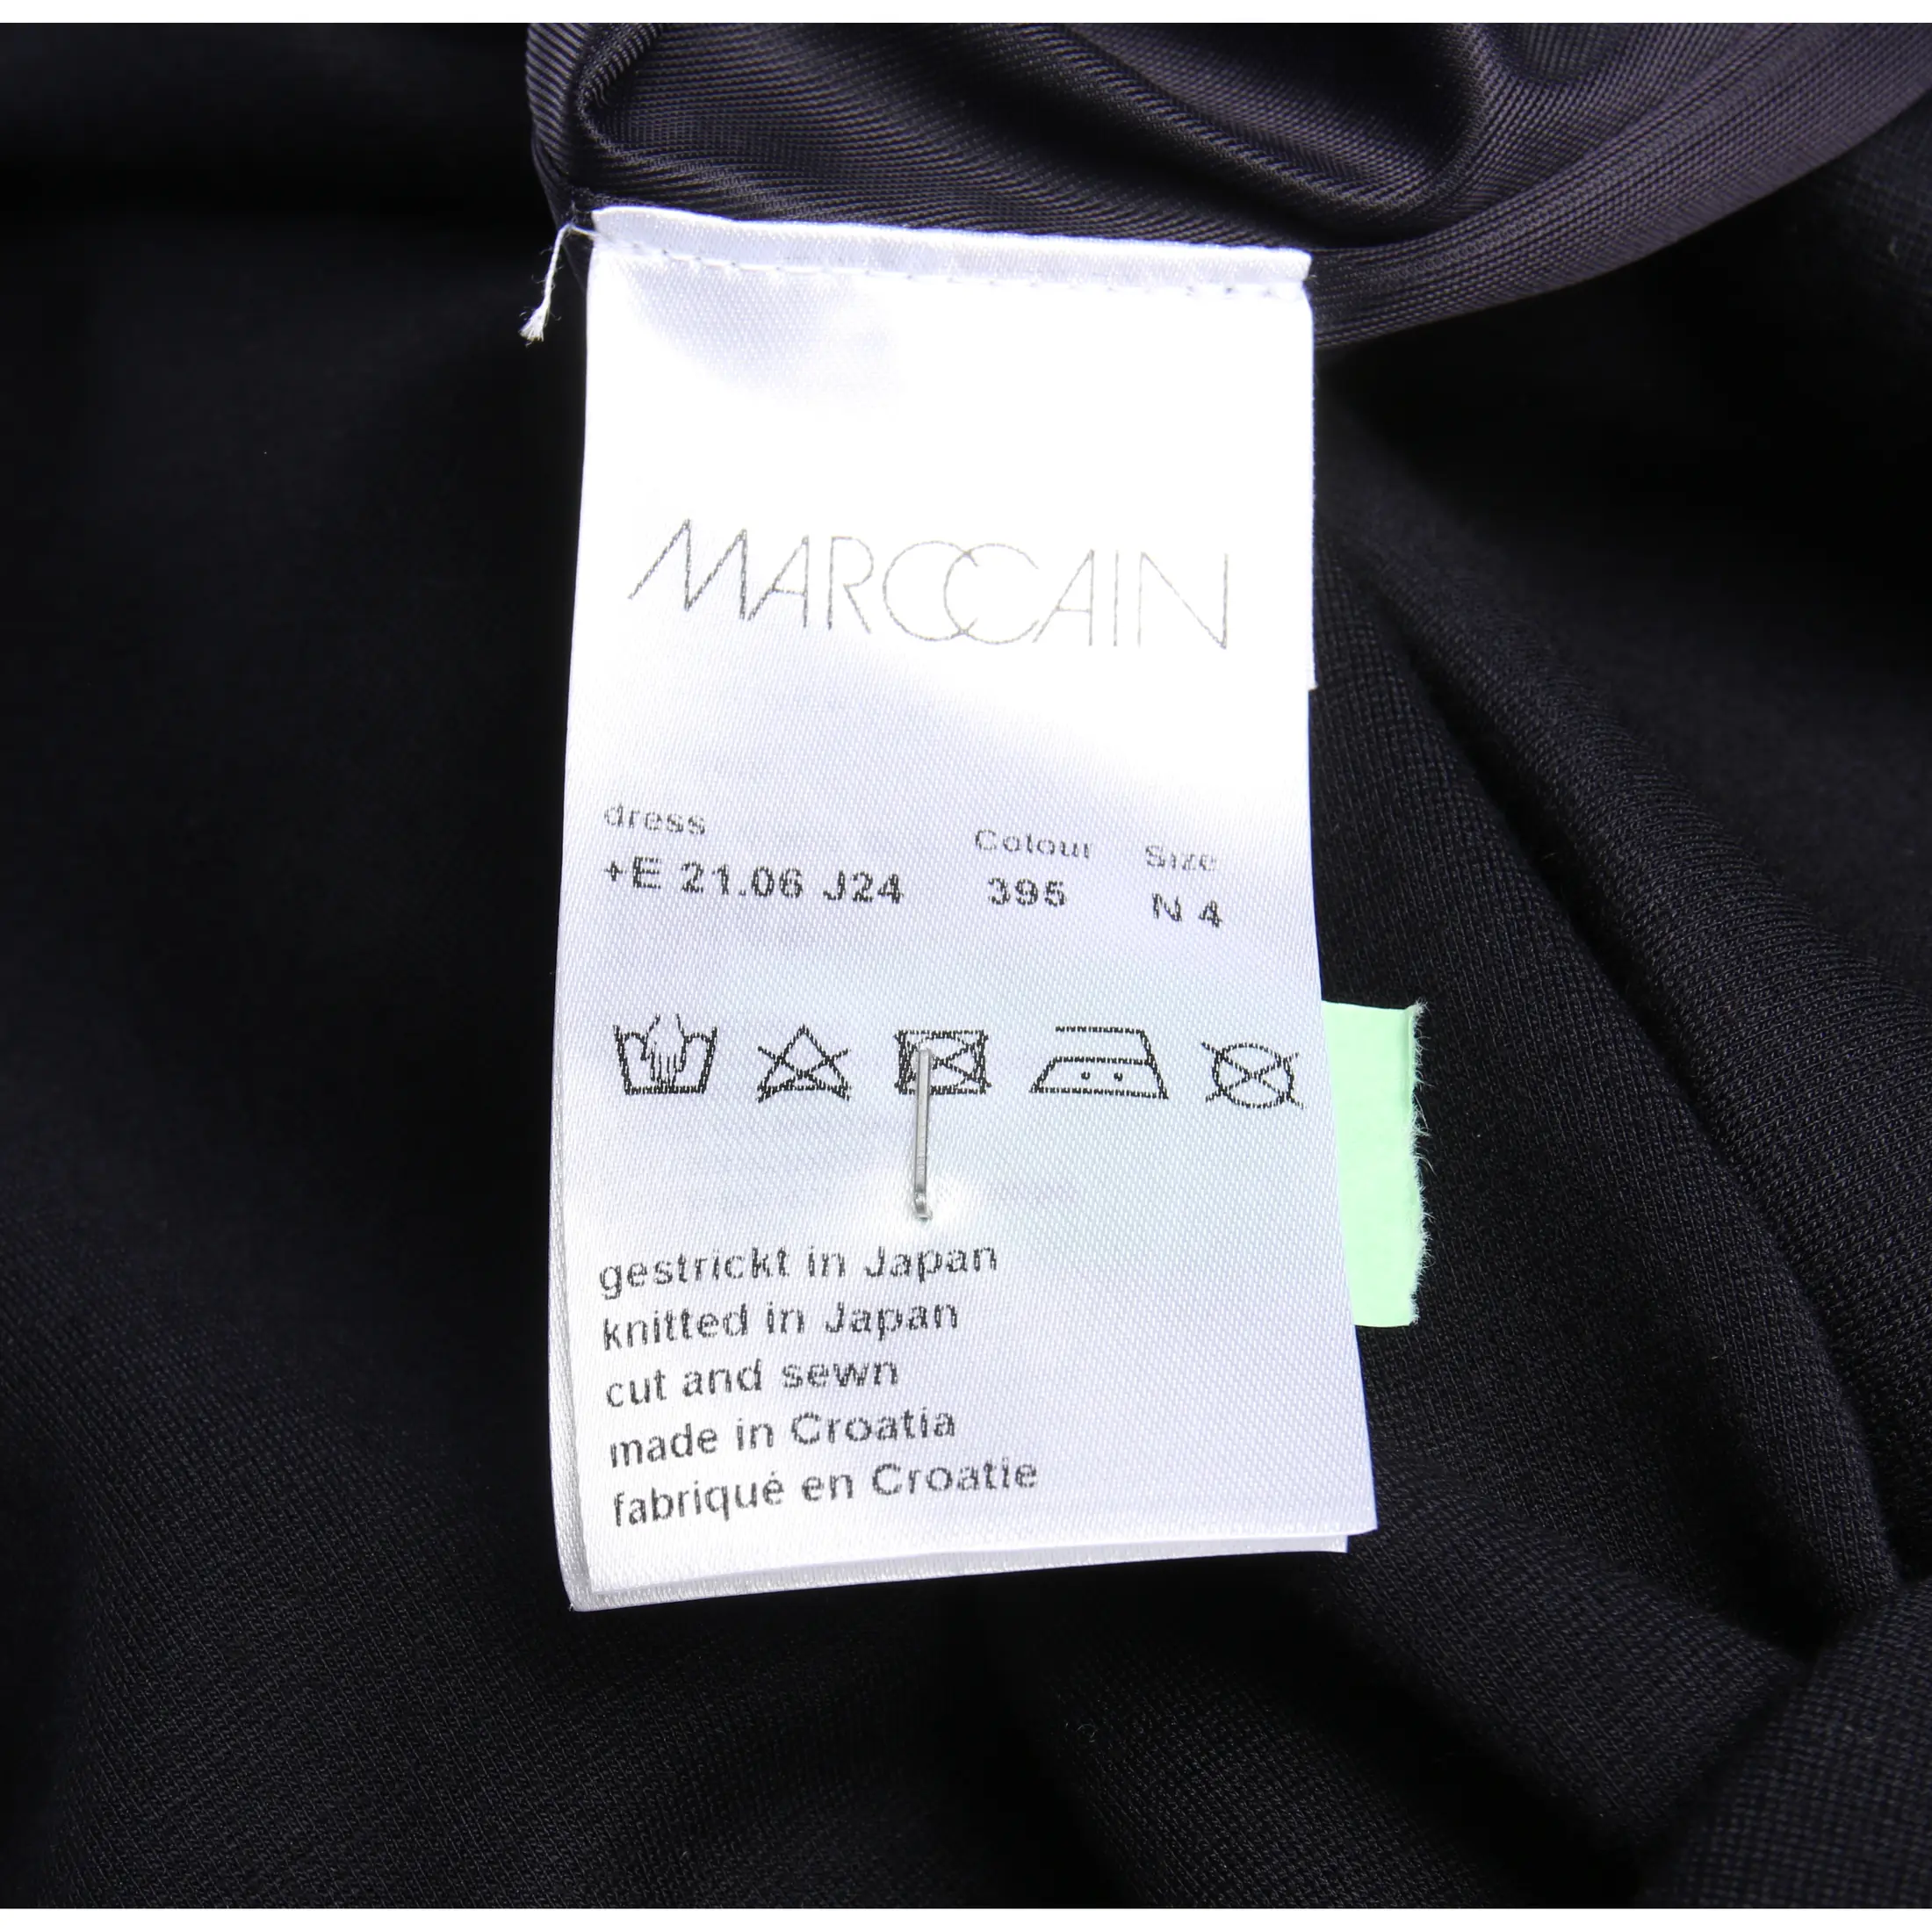 MARCCAIN
dress Colour Size
+E 21.06 J24 395 N 4
gestrickt in Japan
knitted in Japan
cut and sewn
made in Croatia
fabriqué en Croatie